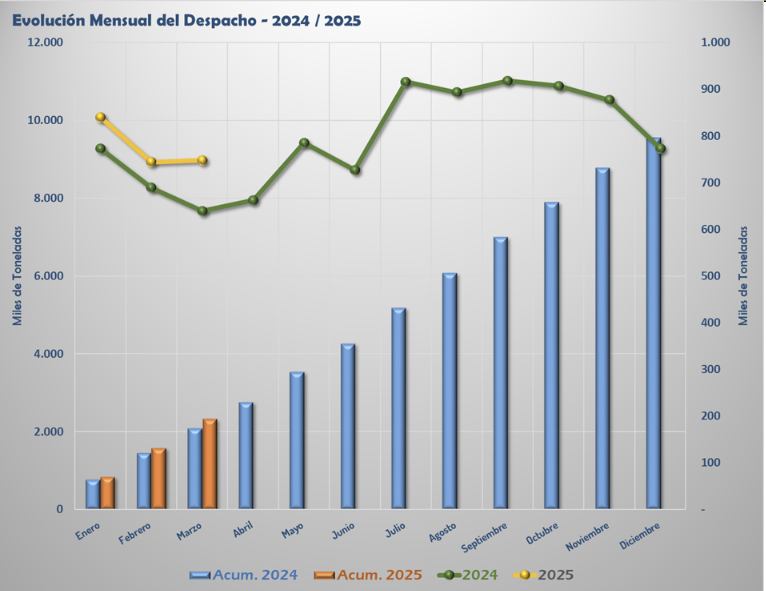 Evolución Mensual del Despacho - 2024 / 2025
12.000
10.000
8.000
6.000
4.000
2.000
0
Miles de Toneladas
1.000
900
800
700
600
500
400
300
200
100
-
Miles de Toneladas
Enero
Febrero
Marzo
Abril
Mayo
Junio
Julio
Agosto
Septiembre
Octubre
Noviembre
Diciembre
Acum. 2024 Acum. 2025 2024 2025